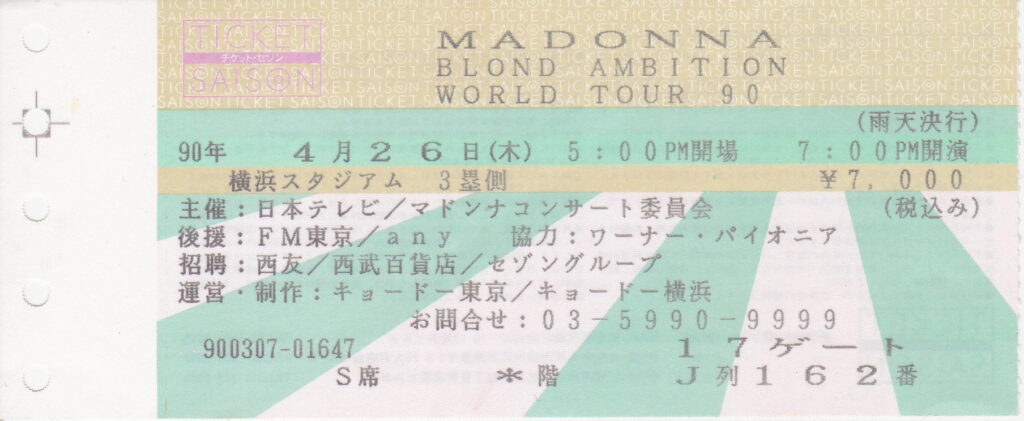 TICKET
チケット・セゾン
SAISON
MADONNA
BLOND AMBITION
WORLD TOUR 90
(雨天決行)
90年 4月26日(木) 5:00PM開場 7:00PM開演
横浜スタジアム 3塁側 ¥7,000
主催:日本テレビ/マドンナコンサート委員会 (税込み)
後援:FM東京/any 協力:ワーナー・パイオニア
招聘:西友/西武百貨店/セゾングループ
運営・制作:キョードー東京/キョードー横浜
お問合せ:03-5990-9999
900307-01647 17ゲート
S席 *階 J列162番